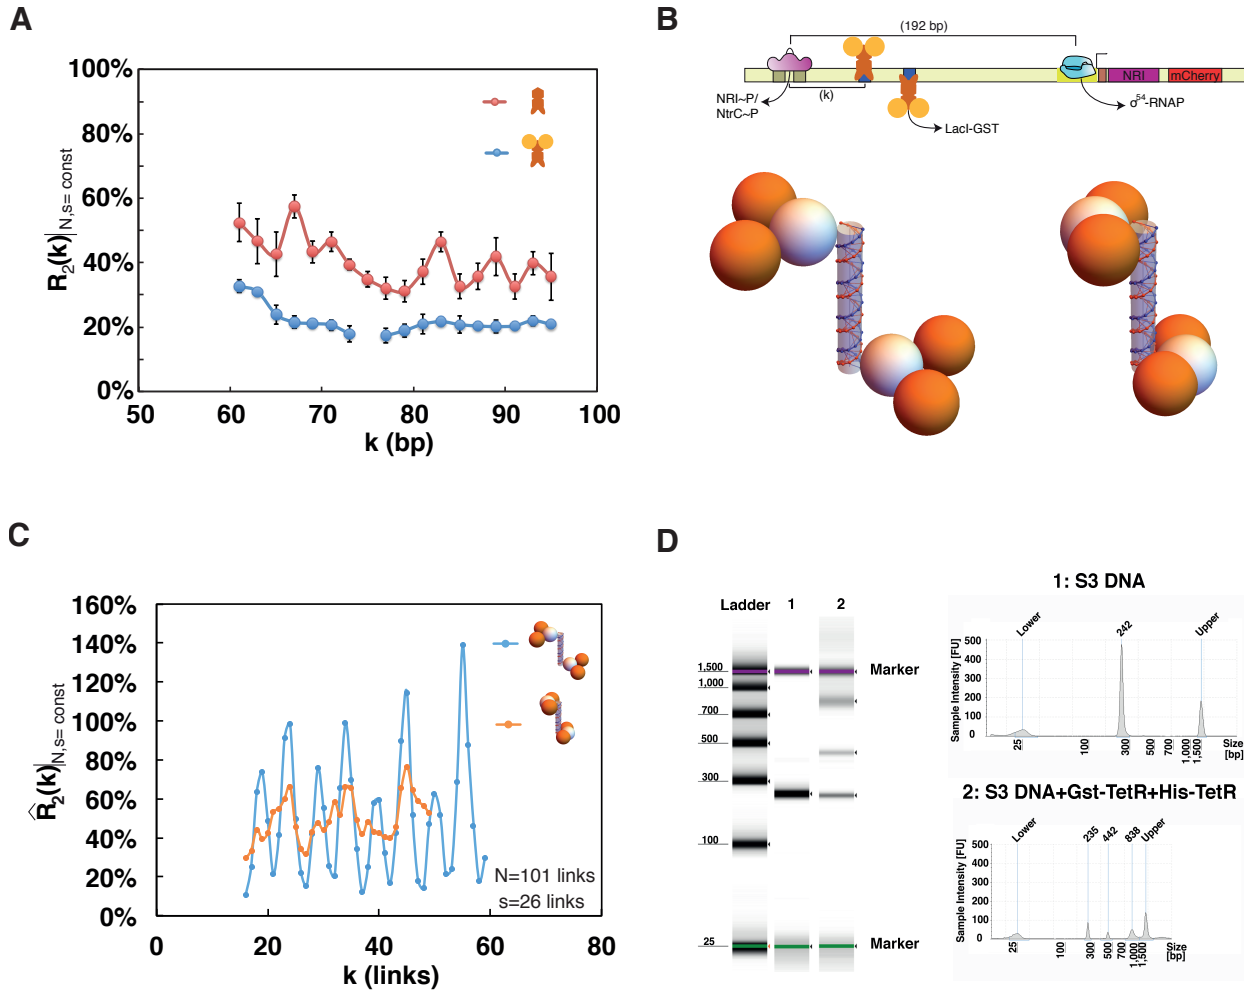 A
100%
80%
60%
40%
20%
0%
50
60
70
80
90
100
k (bp)
R2(k)|N,s= const
B
(192 bp)
NRI
mCherry
NRI~P/
NtrC~P
(k)
σ54-RNAP
LacI-GST
C
160%
140%
120%
100%
80%
60%
40%
20%
0%
0
20
40
60
80
k (links)
R̂2(k)|N,s= const
N=101 links
s=26 links
D
Ladder
1
2
1,500
1,000
700
500
300
100
25
Marker
Marker
1: S3 DNA
Lower
242
Upper
Sample Intensity [FU]
500
400
300
200
100
0
25
100
300
500
700
1,000
1,500
Size
[bp]
2: S3 DNA+Gst-TetR+His-TetR
Lower
235
442
838
Upper
Sample Intensity [FU]
500
400
300
200
100
0
25
100
300
500
700
1,000
1,500
Size
[bp]